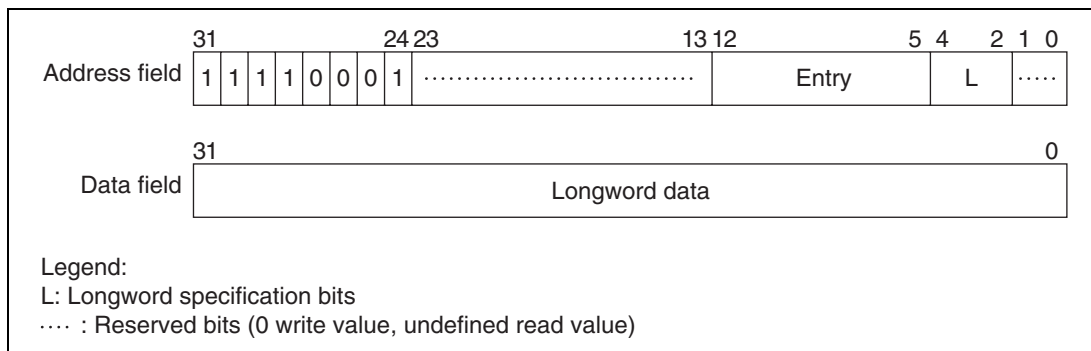 31 24 23 13 12 5 4 2 1 0
Address field 1 1 1 1 0 0 0 1 ································· Entry L ·····
31 0
Data field Longword data
Legend:
L: Longword specification bits
···· : Reserved bits (0 write value, undefined read value)